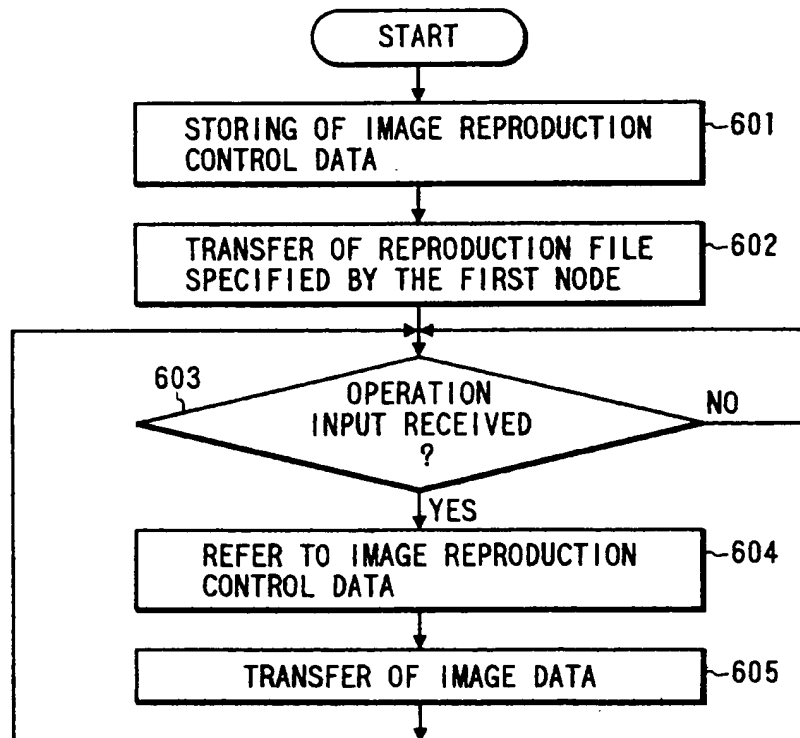 START
STORING OF IMAGE REPRODUCTION
CONTROL DATA
601
TRANSFER OF REPRODUCTION FILE
SPECIFIED BY THE FIRST NODE
602
603
OPERATION
INPUT RECEIVED
?
NO
YES
REFER TO IMAGE REPRODUCTION
CONTROL DATA
604
TRANSFER OF IMAGE DATA
605